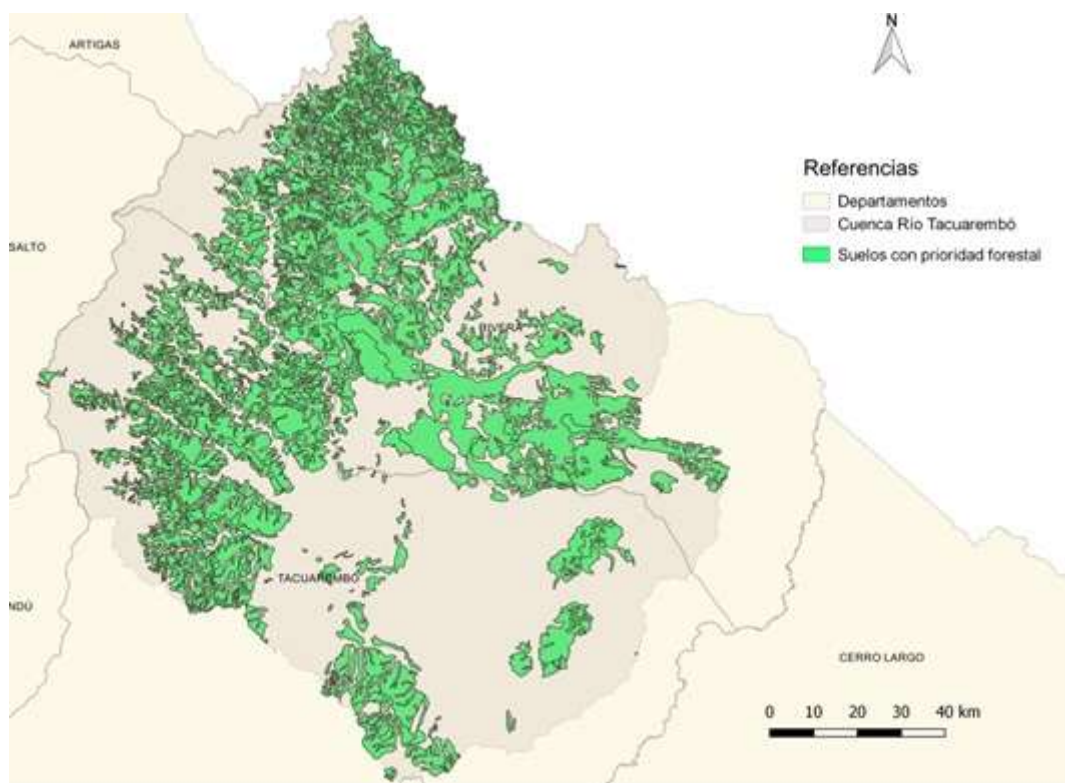 N
ARTIGAS
Referencias
Departamentos
Cuenca Río Tacuarembó
Suelos con prioridad forestal
SALTO
RIVERA
TACUAREMBÓ
NDÚ
CERRO LARGO
0 10 20 30 40 km